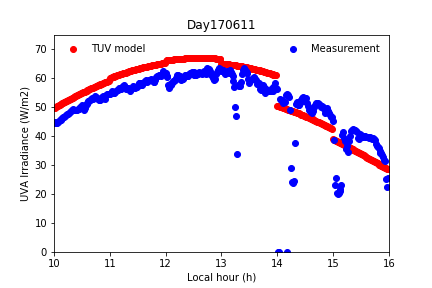 Day170611
TUV model
Measurement
UVA Irradiance (W/m2)
70
60
50
40
30
20
10
0
10 11 12 13 14 15 16
Local hour (h)